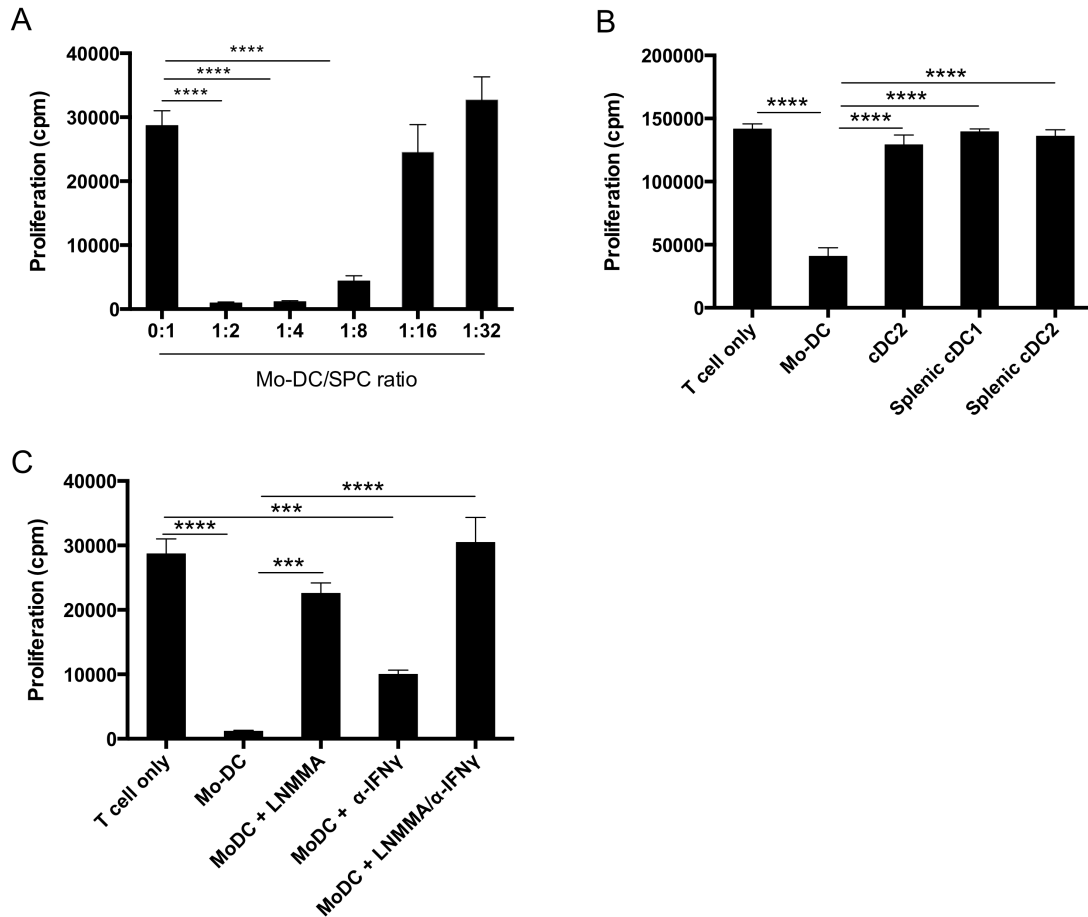 A
Proliferation (cpm)
40000
30000
20000
10000
0
****
****
****
0:1 1:2 1:4 1:8 1:16 1:32
Mo-DC/SPC ratio
B
Proliferation (cpm)
200000
150000
100000
50000
0
****
****
****
****
T cell only
Mo-DC
cDC2
Splenic cDC1
Splenic cDC2
C
Proliferation (cpm)
40000
30000
20000
10000
0
****
***
****
***
T cell only
Mo-DC
MoDC + LNMMA
MoDC + α-IFNγ
MoDC + LNMMA/α-IFNγ